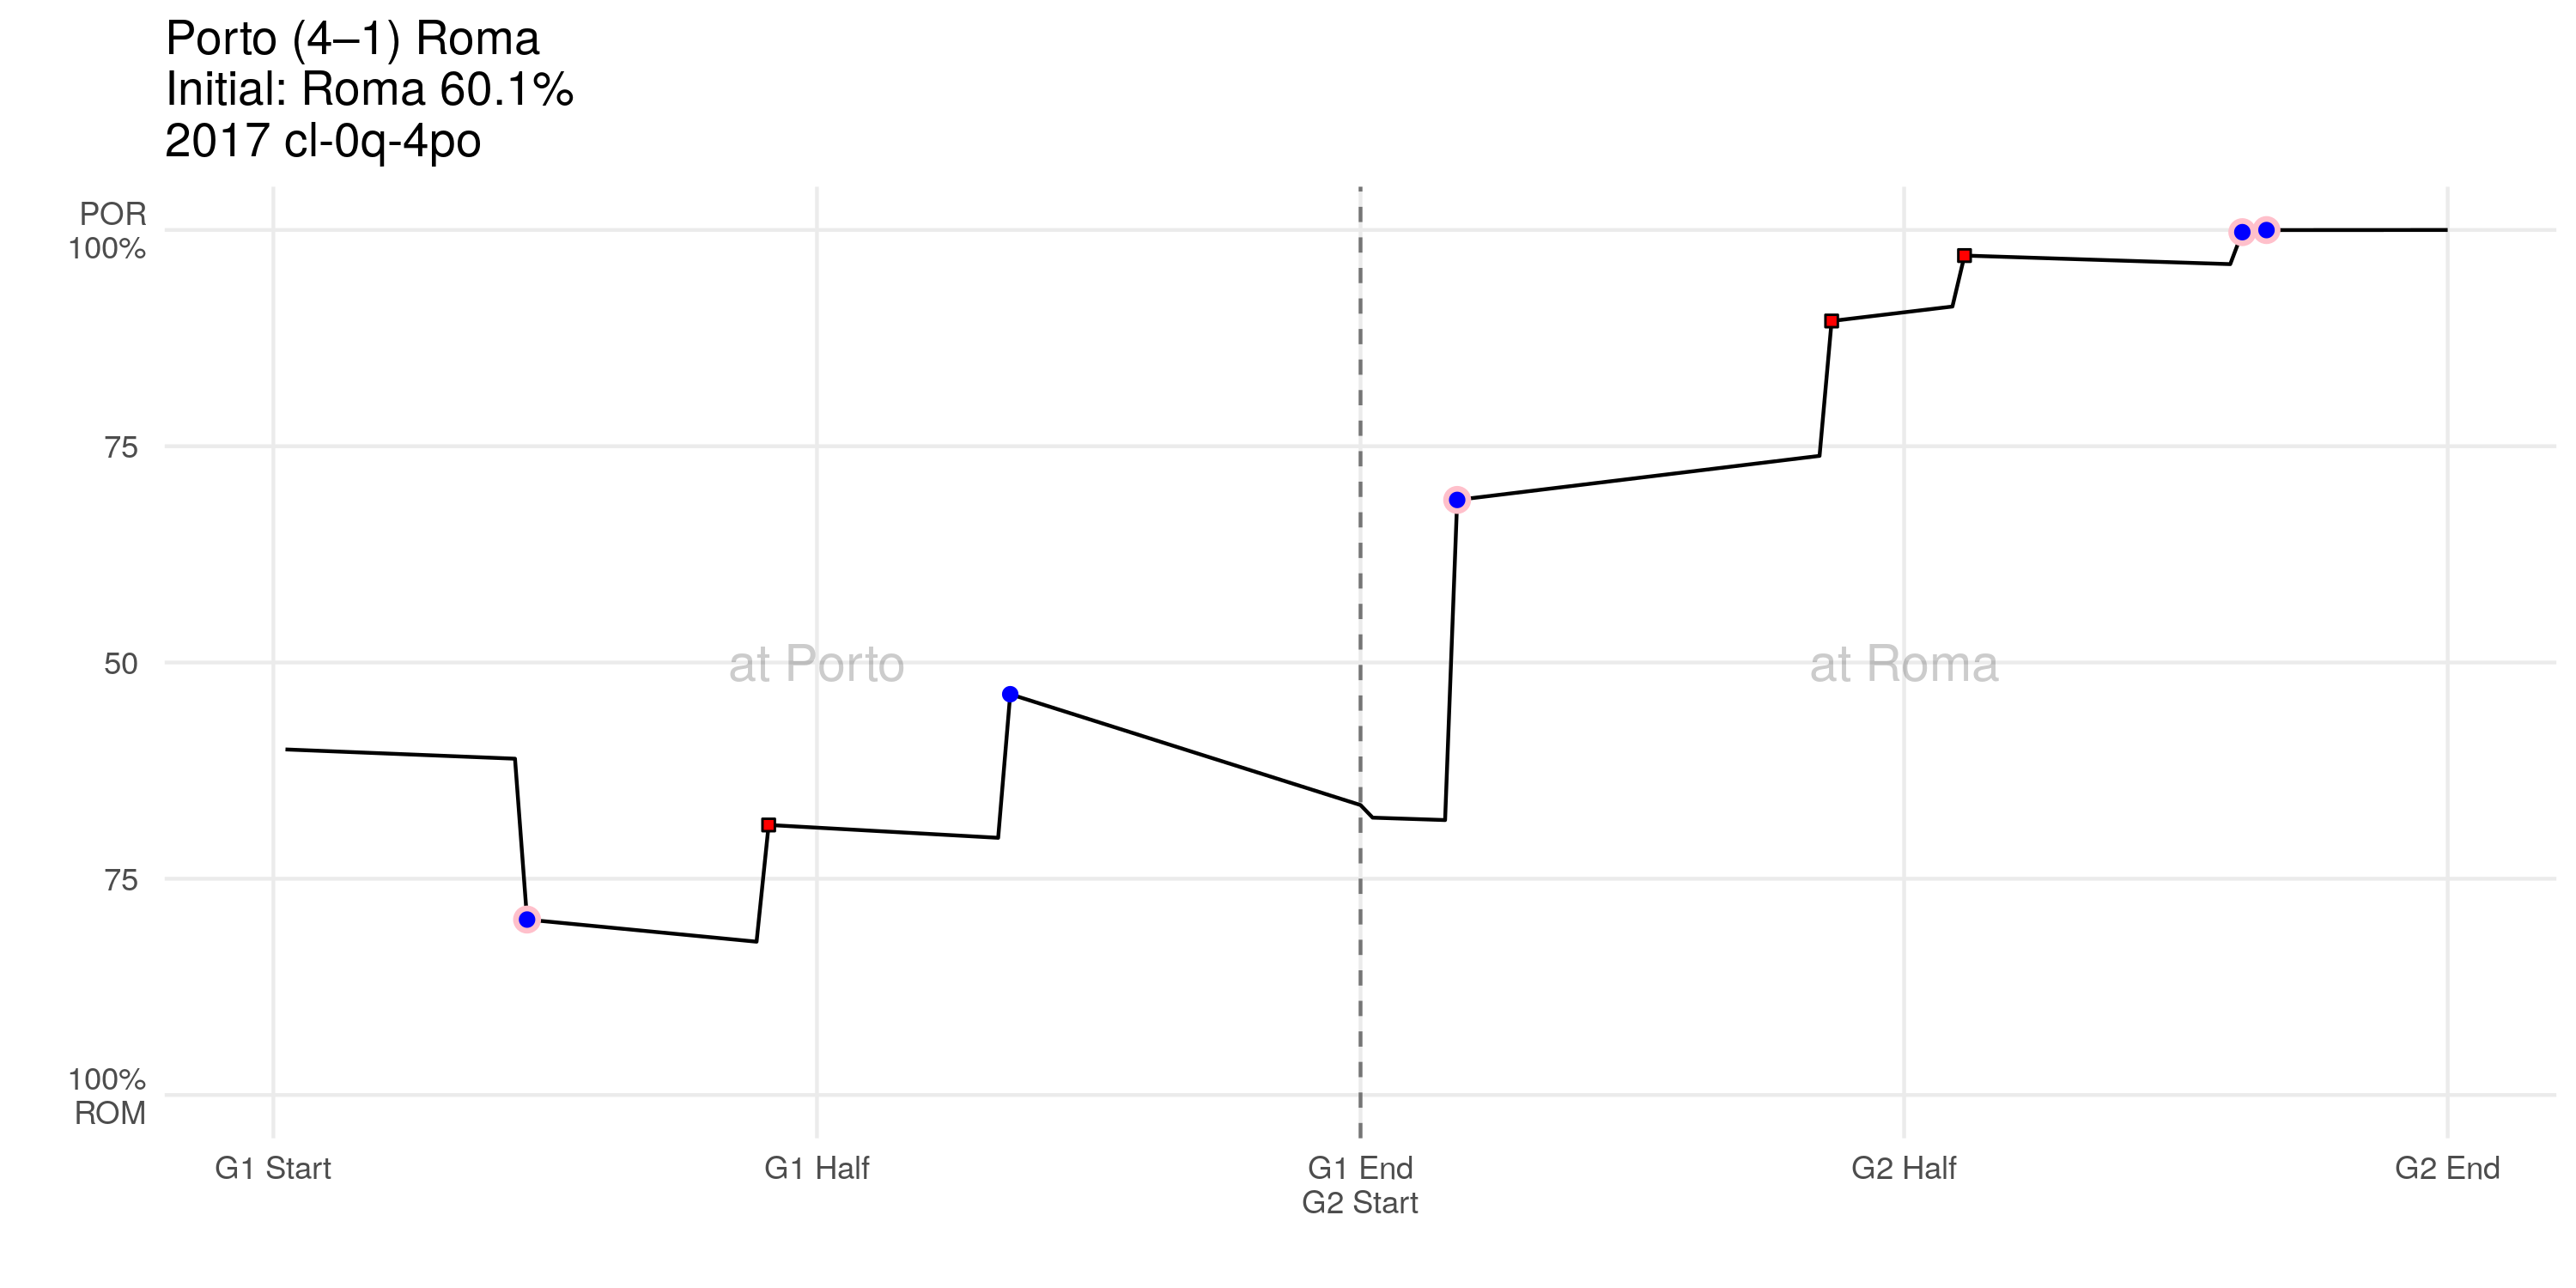 Porto (4–1) Roma
Initial: Roma 60.1%
2017 cl-0q-4po
POR
100%
75
50
75
100%
ROM
at Porto
at Roma
G1 Start
G1 Half
G1 End
G2 Start
G2 Half
G2 End